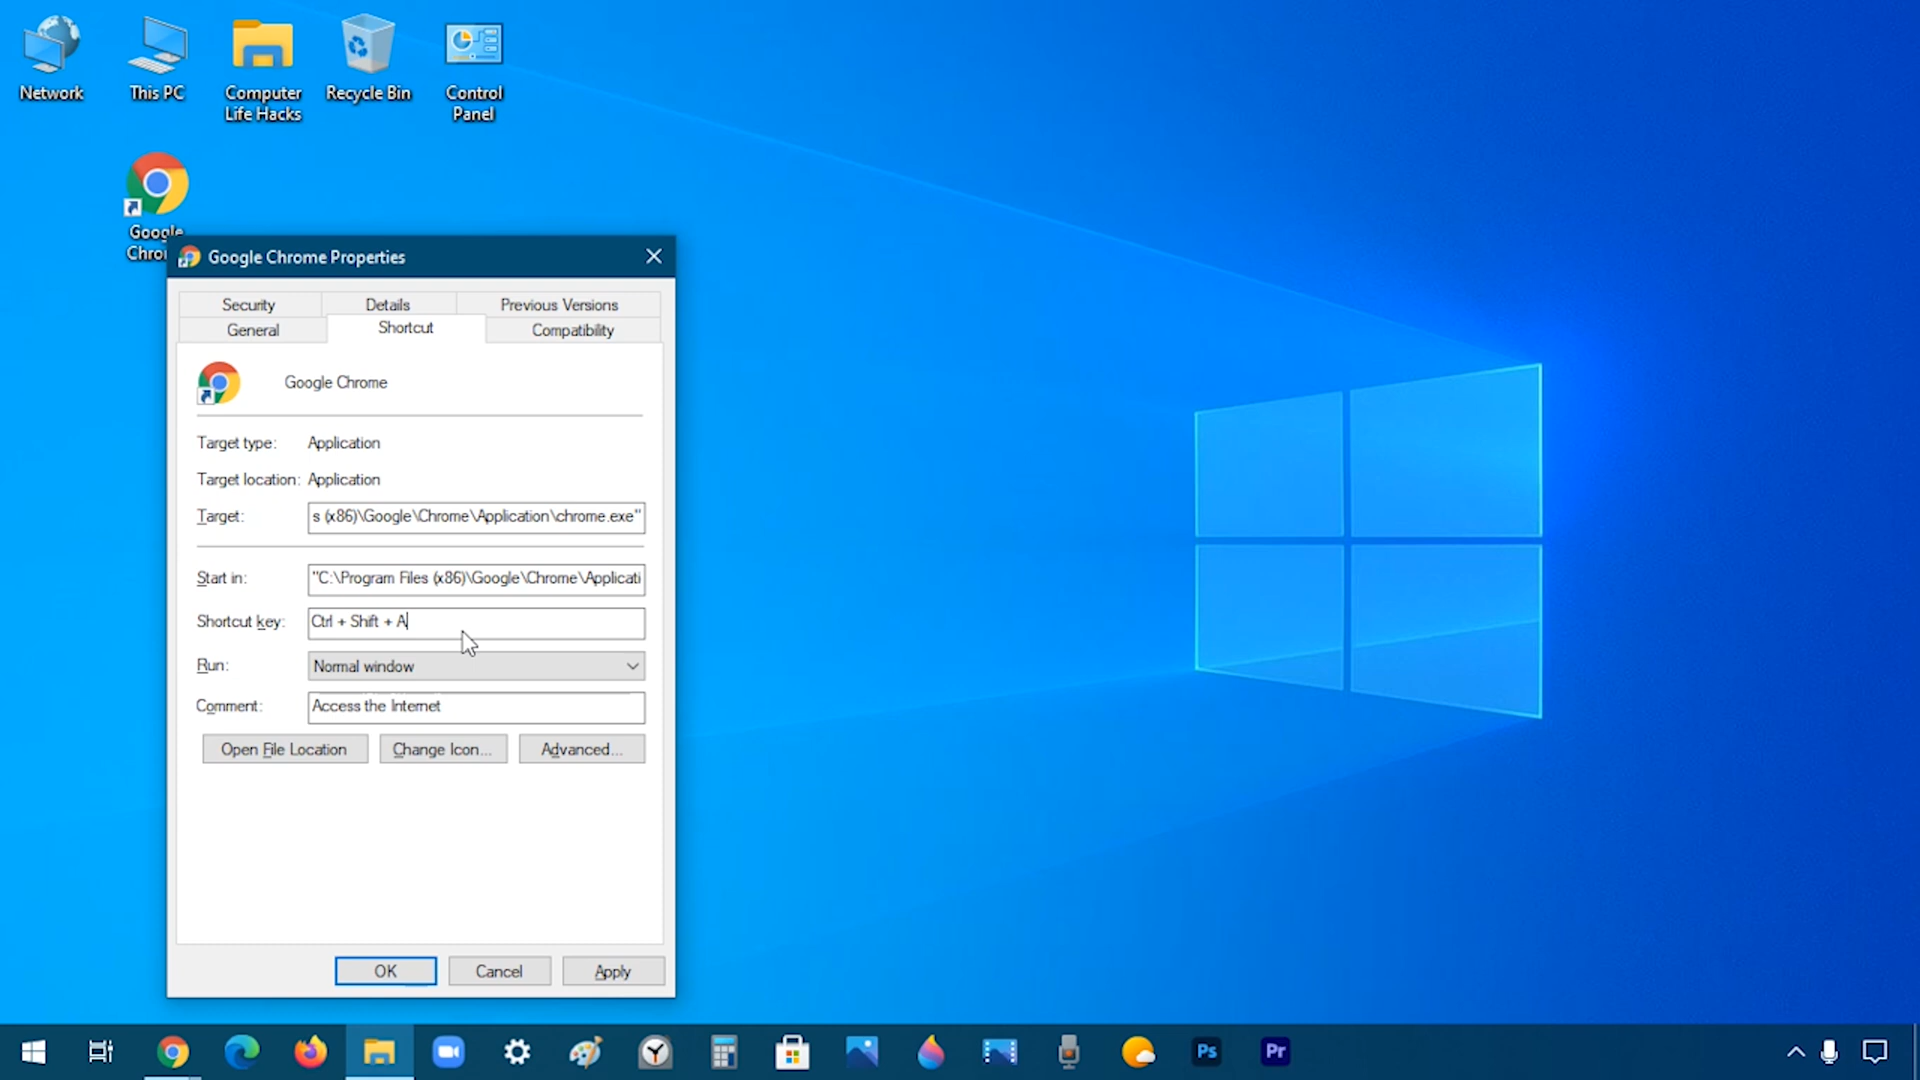 Network
This PC
Computer
Life Hacks
Recycle Bin
Control
Panel
Google
Chro
Google Chrome Properties
Security Details Previous Versions
General Shortcut Compatibility
Google Chrome
Target type: Application
Target location: Application
Target: s (x86)\Google\Chrome\Application\chrome.exe"
Start in: "C:\Program Files (x86)\Google\Chrome\Applicati
Shortcut key: Ctrl + Shift + A
Run: Normal window
Comment: Access the Internet
Open File Location Change Icon... Advanced...
OK Cancel Apply
Ps Pr